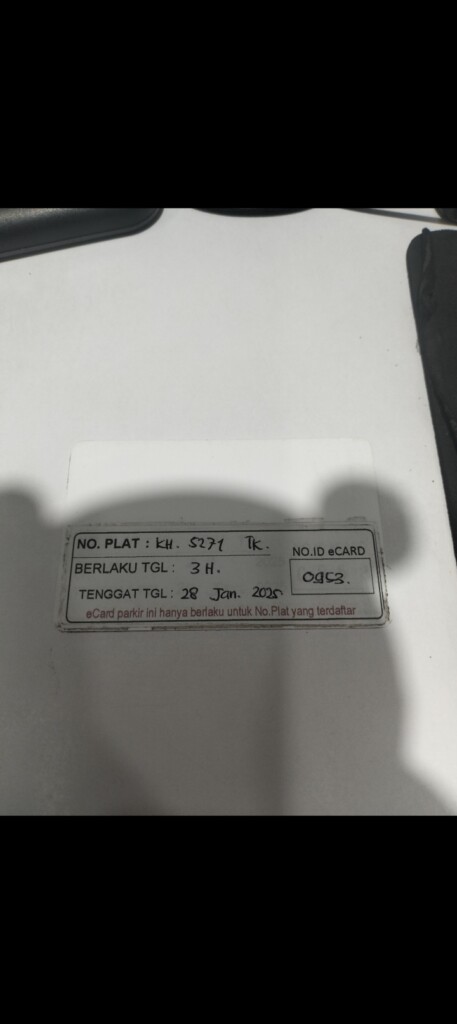 NO. PLAT : KH. 5271 TK.
NO.ID eCARD
BERLAKU TGL : 3 H.
0953.
TENGGAT TGL : 28 Jan. 2025
eCard parkir ini hanya berlaku untuk No.Plat yang terdaftar